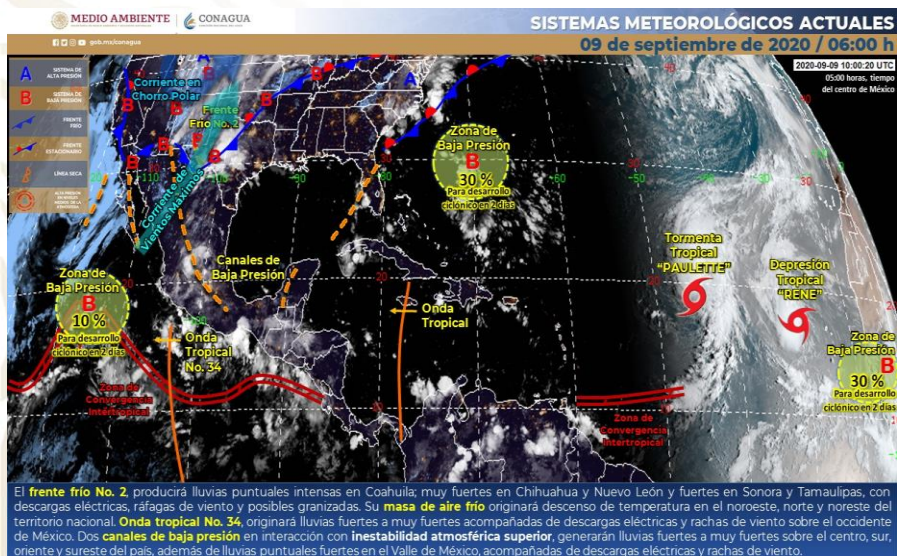 MEDIO AMBIENTE
CONAGUA
SISTEMAS METEOROLÓGICOS ACTUALES
gob.mx/conagua
09 de septiembre de 2020 / 06:00 h
2020-09-09 10:00:20 UTC
05:00 horas, tiempo
del centro de México
A
SISTEMA DE
ALTA PRESIÓN
B
SISTEMA DE
BAJA PRESIÓN
FRENTE
FRÍO
FRENTE
ESTACIONARIO
LÍNEA SECA
Corriente en
Chorro Polar
Frente
Frío No. 2
Corriente de
Vientos Máximos
Canales de
Baja Presión
Zona de
Baja Presión
B
30 %
Para desarrollo
ciclónico en 2 días
Zona de
Baja Presión
B
10 %
Para desarrollo
ciclónico en 2 días
Onda
Tropical
No. 34
Onda
Tropical
Tormenta
Tropical
“PAULETTE”
Depresión
Tropical
“RENE”
Zona de
Baja Presión
B
30 %
Para desarrollo
ciclónico en 2 días
Zona de
Convergencia
Intertropical
Zona de
Convergencia
Intertropical
El frente frío No. 2, producirá lluvias puntuales intensas en Coahuila; muy fuertes en Chihuahua y Nuevo León y fuertes en Sonora y Tamaulipas, con
descargas eléctricas, ráfagas de viento y posibles granizadas. Su masa de aire frío originará descenso de temperatura en el noroeste, norte y noreste del
territorio nacional. Onda tropical No. 34, originará lluvias fuertes a muy fuertes acompañadas de descargas eléctricas y rachas de viento sobre el occidente
de México. Dos canales de baja presión en interacción con inestabilidad atmosférica superior, generarán lluvias fuertes a muy fuertes sobre el centro, sur,
oriente y sureste del país, además de lluvias puntuales fuertes en el Valle de México, acompañadas de descargas eléctricas y rachas de viento.